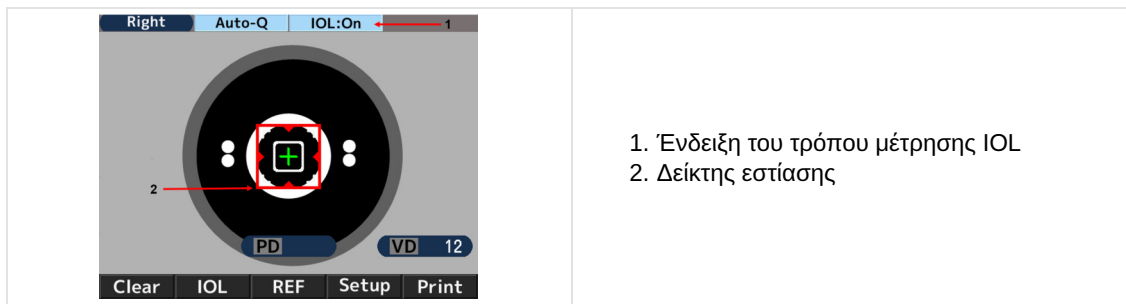 Right Auto-Q IOL:On 1
2
PD VD 12
Clear IOL REF Setup Print
1. Ένδειξη του τρόπου μέτρησης IOL
2. Δείκτης εστίασης